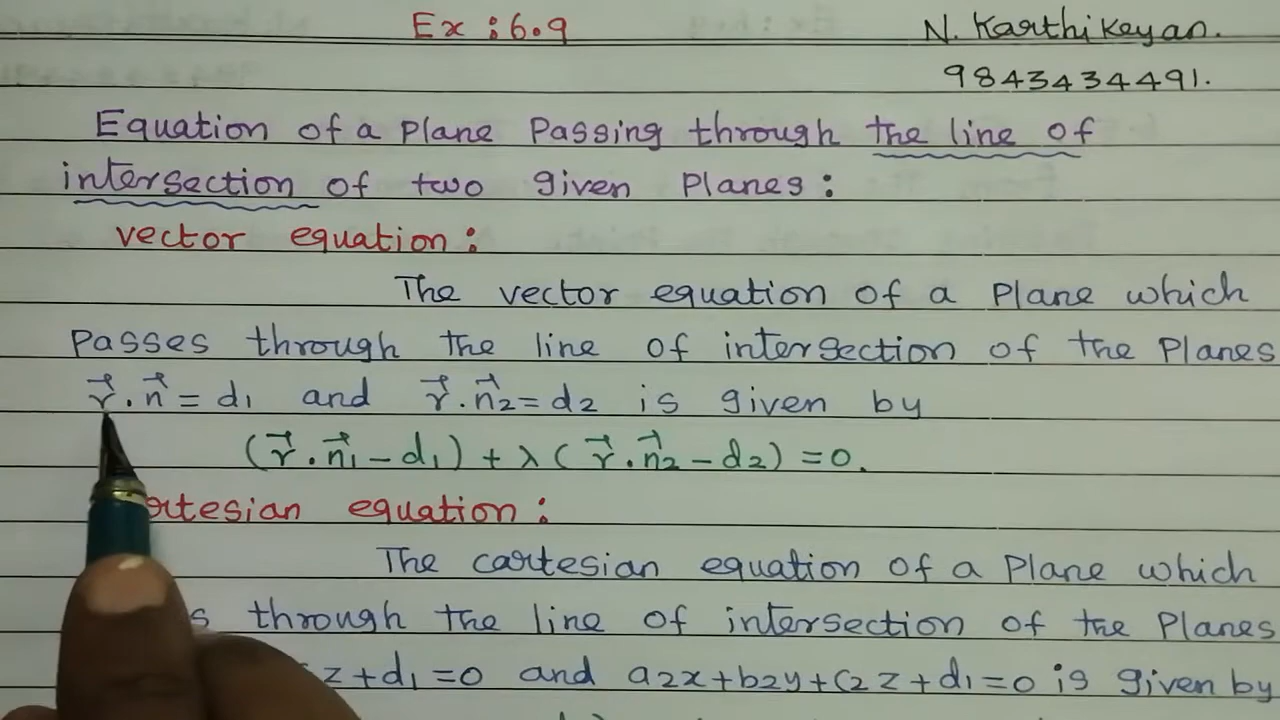 Ex : 6.9
N. Karthikeyan.
9843434491.
Equation of a plane passing through the line of
intersection of two given planes :
vector equation :
The vector equation of a plane which
passes through the line of intersection of the planes
r⃗ . n⃗ = d₁ and r⃗ . n⃗₂ = d₂ is given by
(r⃗ . n⃗₁ - d₁) + λ ( r⃗ . n⃗₂ - d₂) = 0.
rtesian equation :
The cartesian equation of a plane which
s through the line of intersection of the planes
z + d₁ = 0 and a₂x + b₂y + c₂z + d₁ = 0 is given by